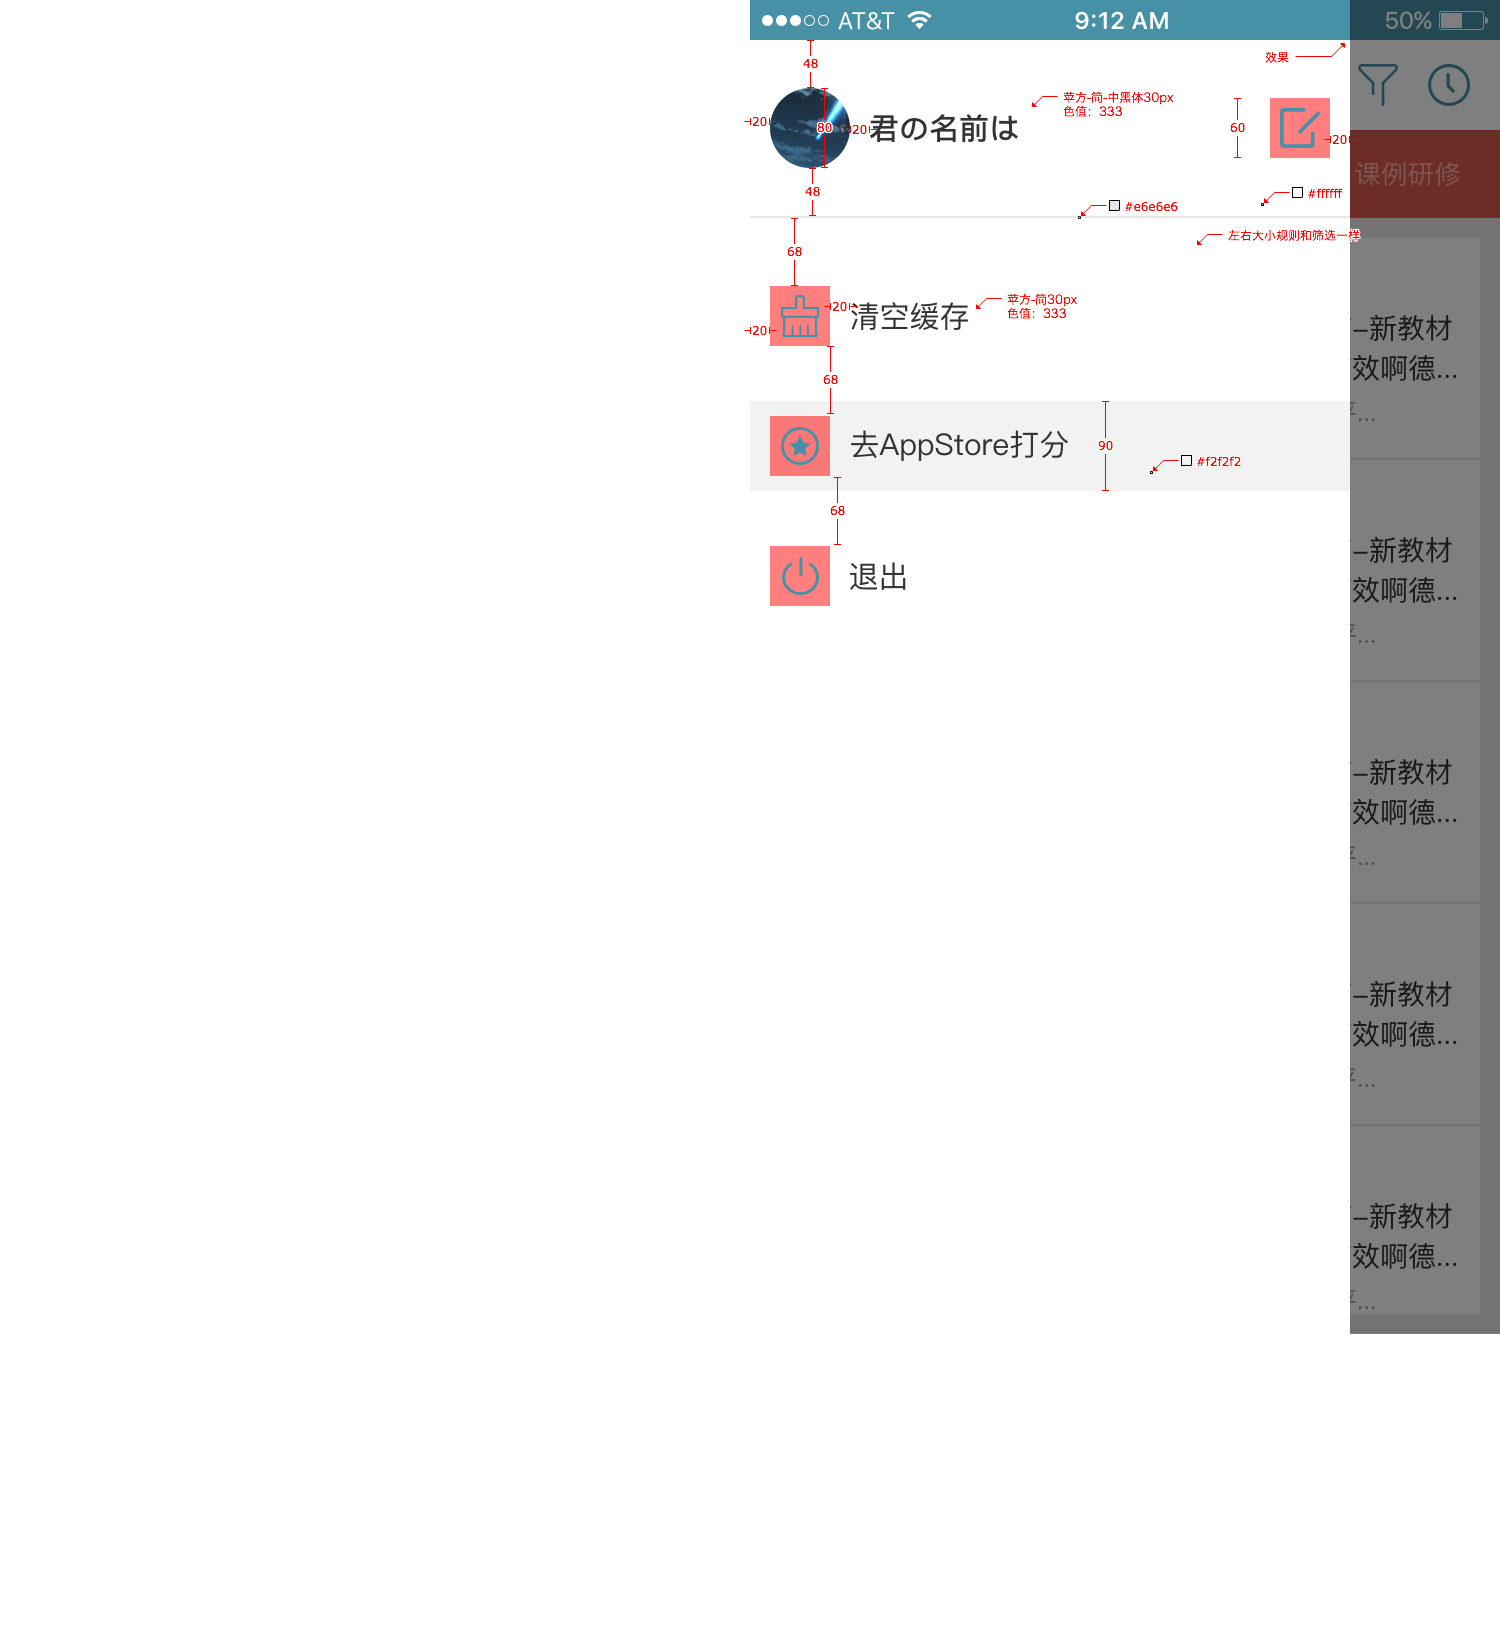 AT&T 9:12 AM 50%
48
效果
苹方-简-中黑体30px
色值：333
20 80 20 君の名前は 60 20
课例研修
48
#e6e6e6 #ffffff
左右大小规则和筛选一样
68
20 清空缓存
苹方-简30px
色值：333
20
–新教材
效啊德...
68
去AppStore打分 90
#f2f2f2
68
–新教材
效啊德...
退出
–新教材
效啊德...
–新教材
效啊德...
–新教材
效啊德...